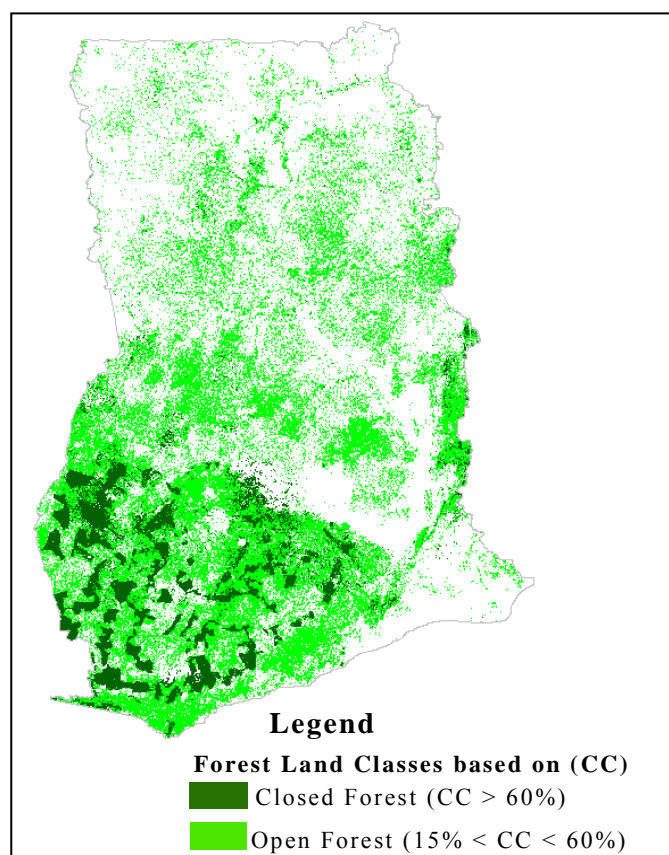 Legend
Forest Land Classes based on (CC)
Closed Forest (CC > 60%)
Open Forest (15% < CC < 60%)